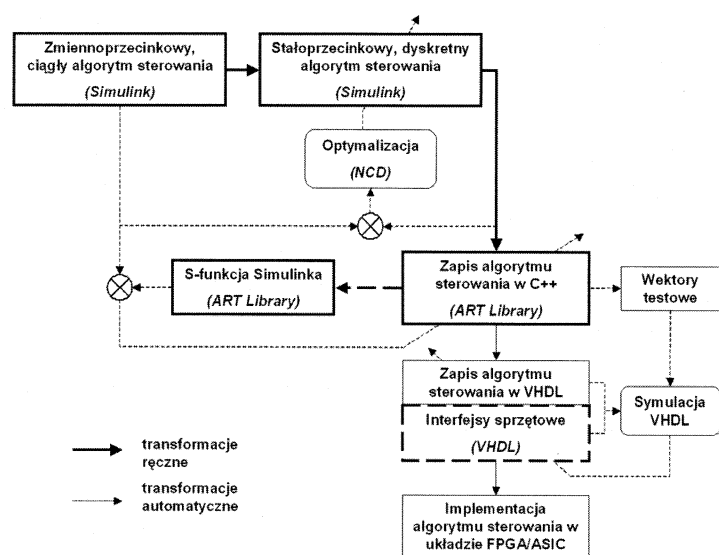 Zmiennoprzecinkowy,
ciągły algorytm sterowania
(Simulink)
Stałoprzecinkowy, dyskretny
algorytm sterowania
(Simulink)
Optymalizacja
(NCD)
S-funkcja Simulinka
(ART Library)
Zapis algorytmu
sterowania w C++
(ART Library)
Wektory
testowe
Zapis algorytmu
sterowania w VHDL
Interfejsy sprzętowe
(VHDL)
Symulacja
VHDL
transformacje
ręczne
transformacje
automatyczne
Implementacja
algorytmu sterowania w
układzie FPGA/ASIC